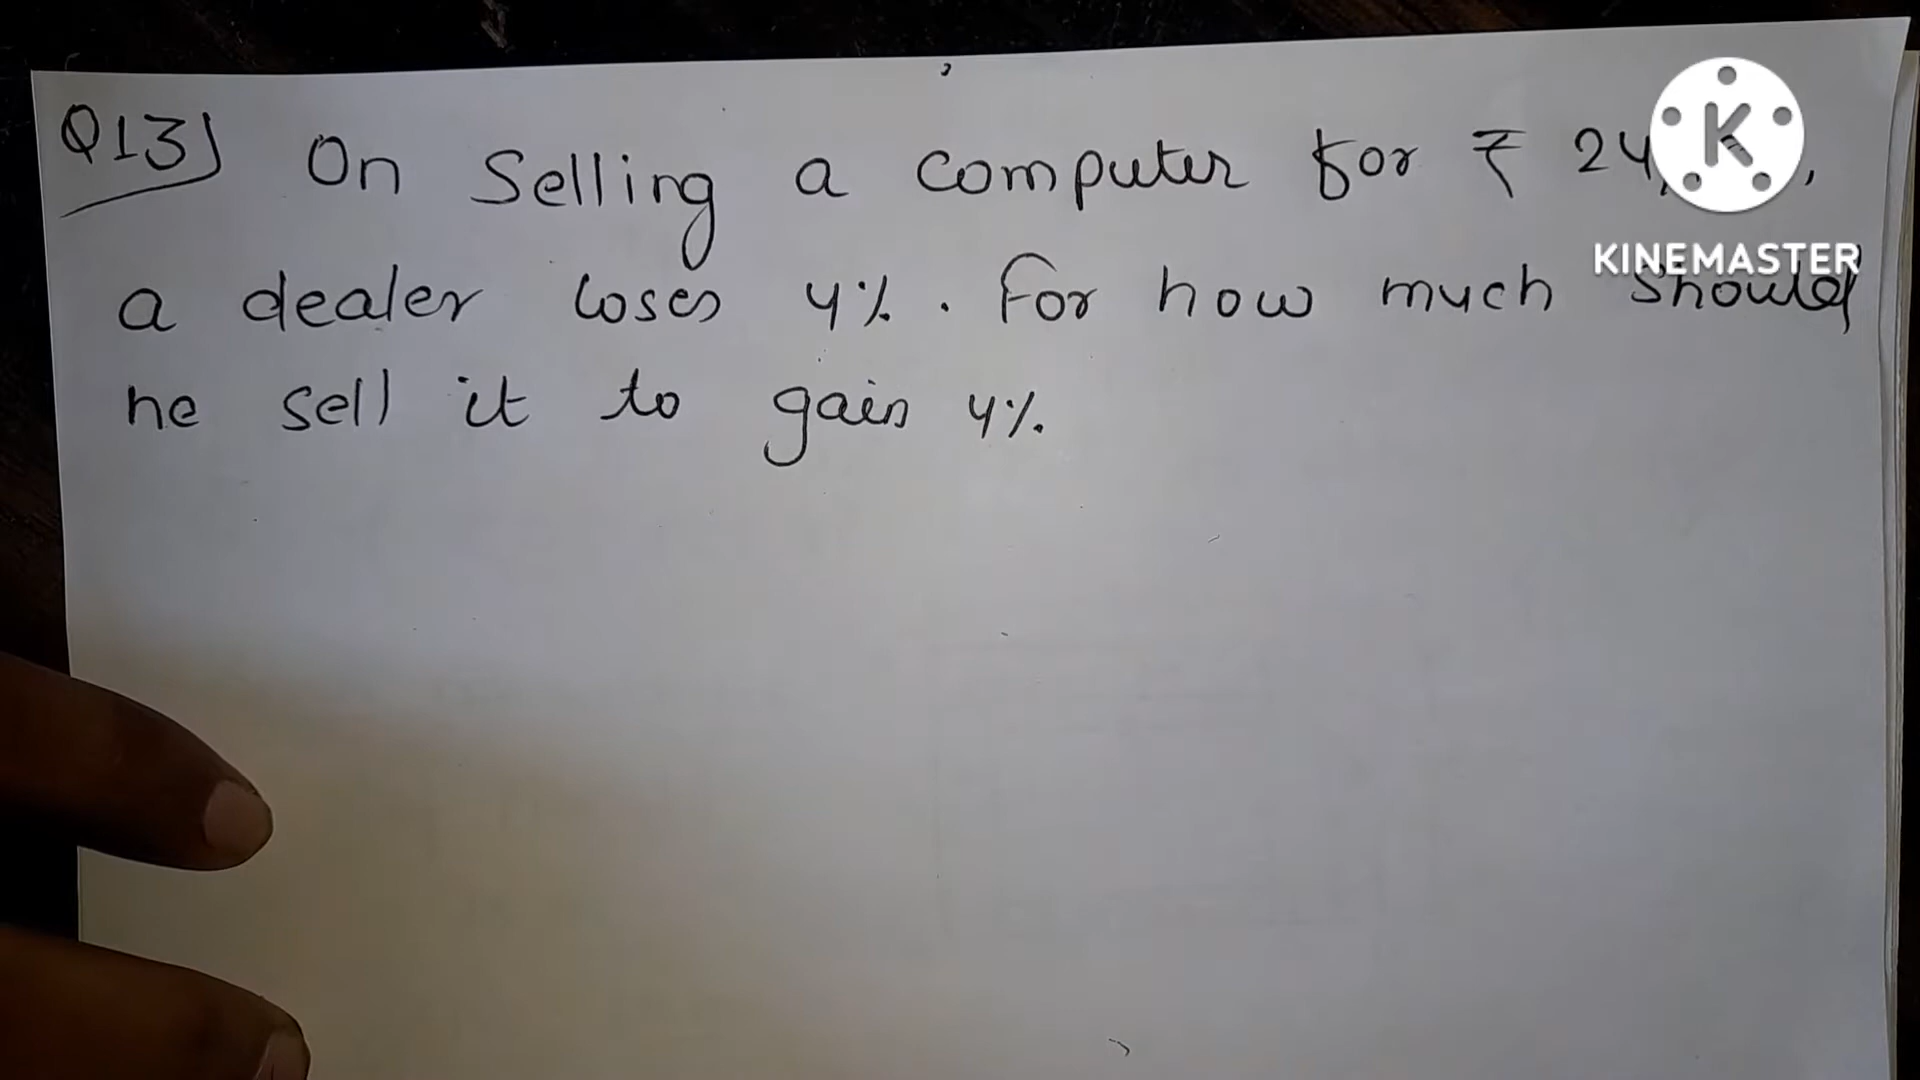 Q13) On Selling a computer for ₹ 24,
a dealer loses 4%. For how much should
he sell it to gain 4%.
K
KINEMASTER